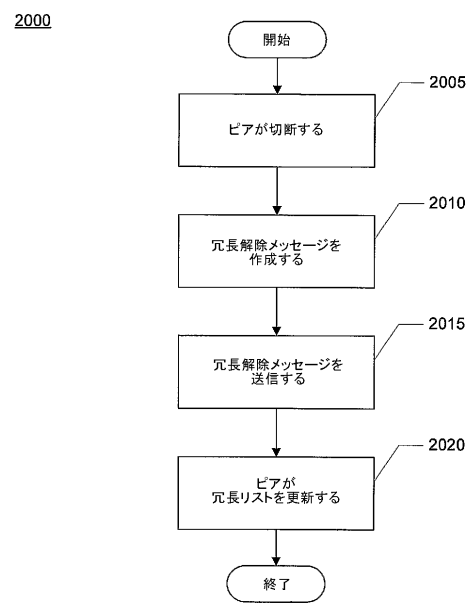 2000
開始
2005
ピアが切断する
2010
冗長解除メッセージを
作成する
2015
冗長解除メッセージを
送信する
2020
ピアが
冗長リストを更新する
終了